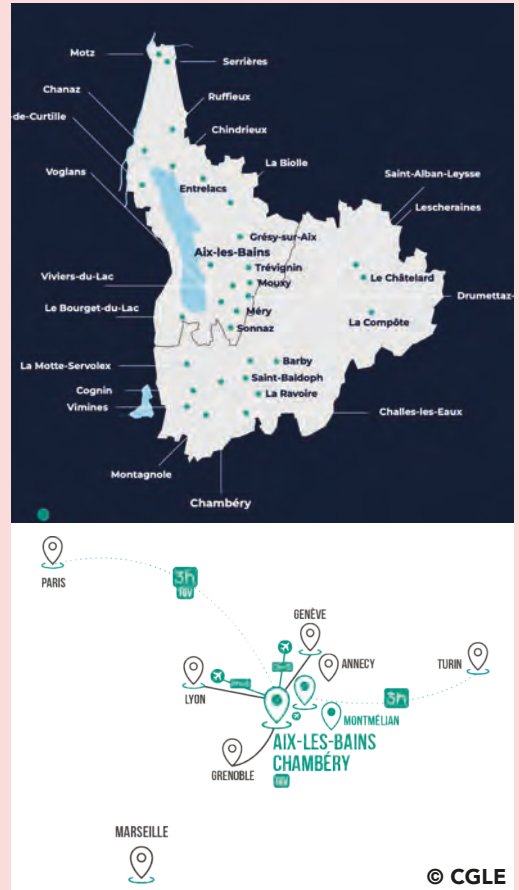 Motz
Serrières
Chanaz
Ruffieux
-de-Curtille
Chindrieux
La Biolle
Voglans
Saint-Alban-Leysse
Entrelacs
Lescheraines
Grésy-sur-Aix
Aix-les-Bains
Trévignin
Viviers-du-Lac
Mouxy
Le Châtelard
Drumettaz-
Le Bourget-du-Lac
Méry
La Compôte
Sonnaz
La Motte-Servolex
Barby
Saint-Baldoph
Cognin
La Ravoire
Vimines
Challes-les-Eaux
Montagnole
Chambéry
PARIS
3h
TGV
GENÈVE
ANNECY
TURIN
LYON
3h
MONTMÉLIAN
AIX-LES-BAINS
CHAMBÉRY
GRENOBLE
TGV
MARSEILLE
© CGLE